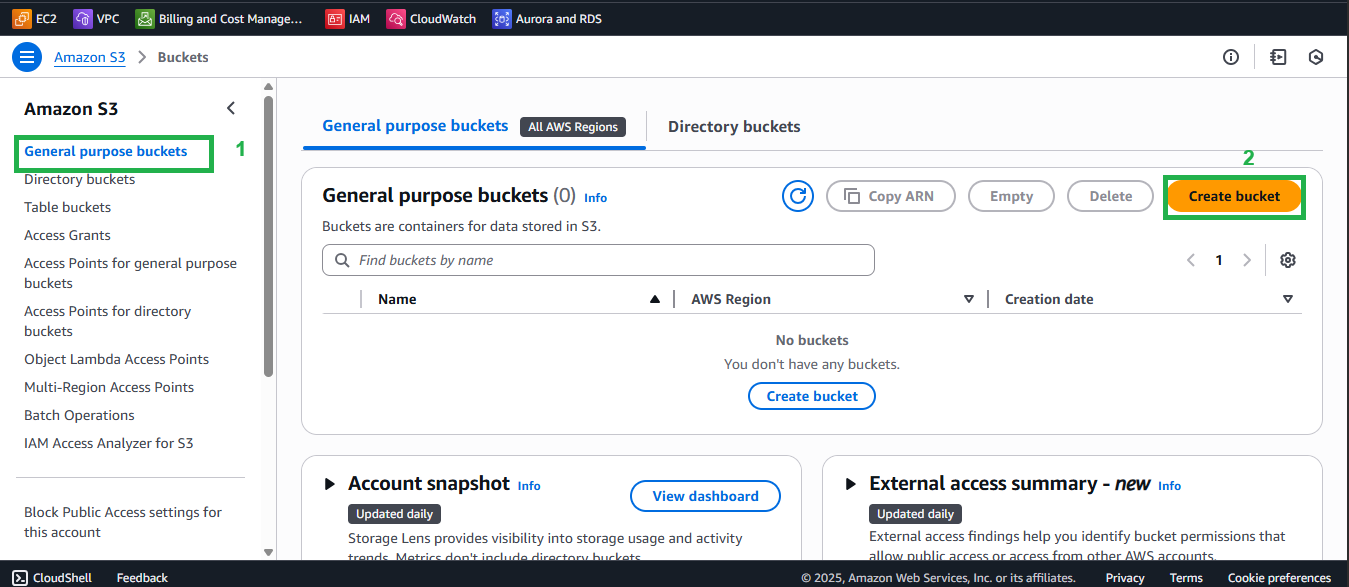 EC2 VPC Billing and Cost Manage... IAM CloudWatch Aurora and RDS
Amazon S3 > Buckets
Amazon S3
General purpose buckets 1
Directory buckets
Table buckets
Access Grants
Access Points for general purpose
buckets
Access Points for directory
buckets
Object Lambda Access Points
Multi-Region Access Points
Batch Operations
IAM Access Analyzer for S3
Block Public Access settings for
this account
General purpose buckets All AWS Regions Directory buckets
2
General purpose buckets (0) Info Copy ARN Empty Delete Create bucket
Buckets are containers for data stored in S3.
Find buckets by name 1
Name AWS Region Creation date
No buckets
You don't have any buckets.
Create bucket
Account snapshot Info View dashboard
Updated daily
Storage Lens provides visibility into storage usage and activity
trends. Metrics don't include directory buckets.
External access summary - new Info
Updated daily
External access findings help you identify bucket permissions that
allow public access or access from other AWS accounts.
CloudShell Feedback © 2025, Amazon Web Services, Inc. or its affiliates. Privacy Terms Cookie preferences